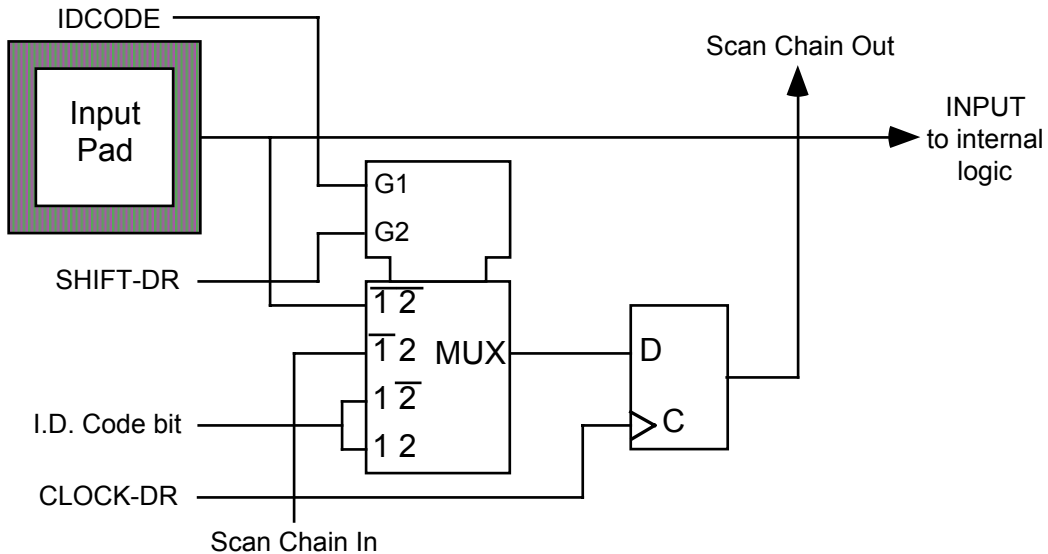 IDCODE
Scan Chain Out
Input
Pad
INPUT
to internal
logic
G1
G2
SHIFT-DR
1̅ 2̅
1̅ 2
MUX
D
1 2̅
I.D. Code bit
C
1 2
CLOCK-DR
Scan Chain In